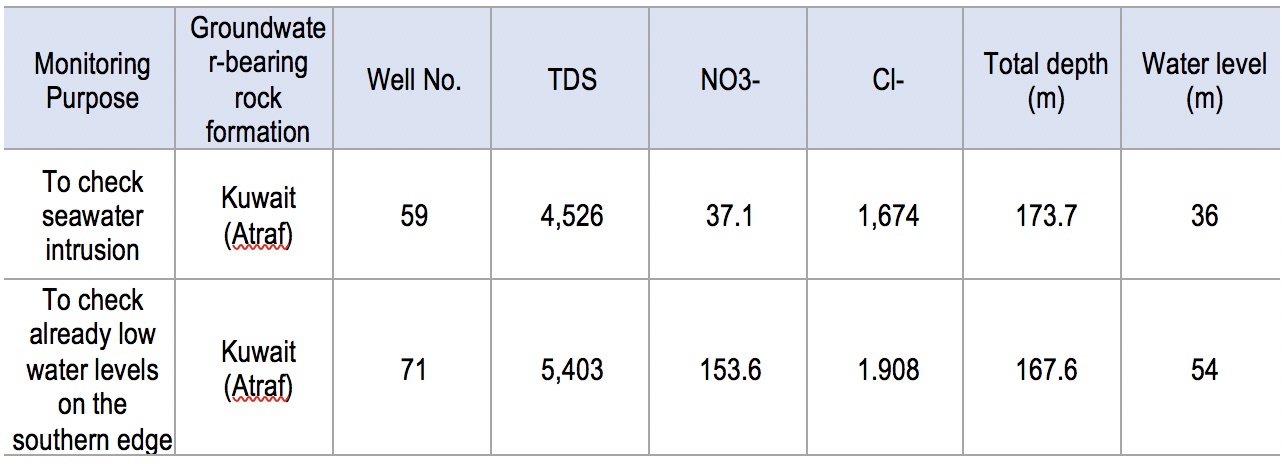 Monitoring
Purpose
Groundwate
r-bearing
rock
formation
Well No.
TDS
NO3-
Cl-
Total depth
(m)
Water level
(m)
To check
seawater
intrusion
Kuwait
(Atraf)
59
4,526
37.1
1,674
173.7
36
To check
already low
water levels
on the
southern edge
Kuwait
(Atraf)
71
5,403
153.6
1.908
167.6
54